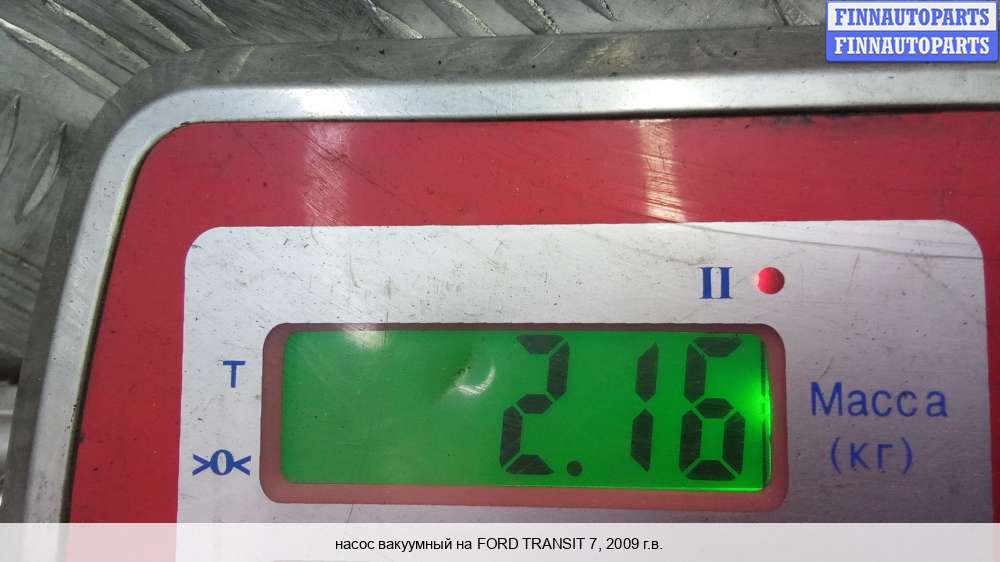 FINNAUTOPARTS
FINNAUTOPARTS
II
T
2.16
Масса
>0<
(кг)
насос вакуумный на FORD TRANSIT 7, 2009 г.в.